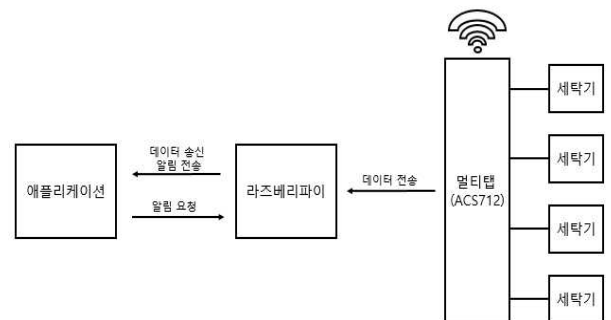 애플리케이션
데이터 송신
알림 전송
알림 요청
라즈베리파이
데이터 전송
멀티탭
(ACS712)
세탁기
세탁기
세탁기
세탁기